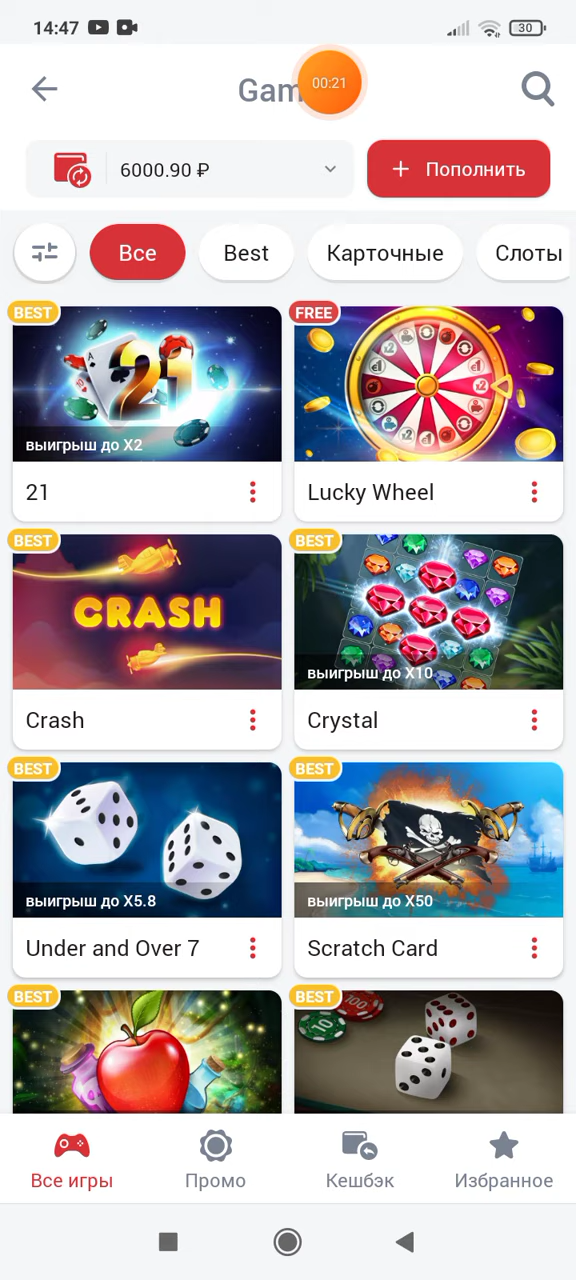 14:47
30
Gam
00:21
6000.90 ₽
+ Пополнить
Все
Best
Карточные
Слоты
BEST
FREE
21
выигрыш до X2
21
Lucky Wheel
BEST
BEST
CRASH
выигрыш до X10
Crash
Crystal
BEST
BEST
выигрыш до X5.8
выигрыш до X50
Under and Over 7
Scratch Card
BEST
BEST
10
700
Все игры
Промо
Кешбэк
Избранное